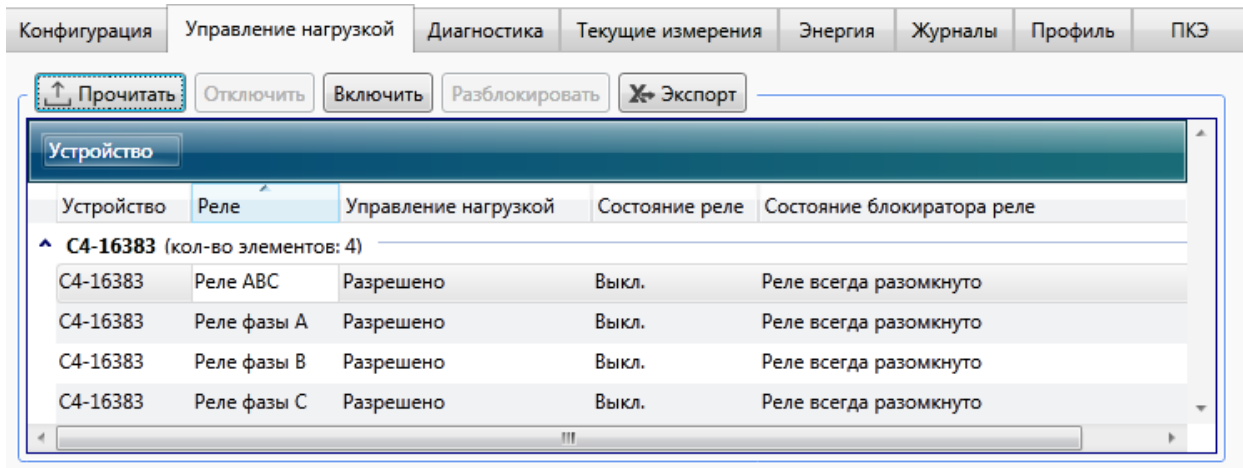 Конфигурация Управление нагрузкой Диагностика Текущие измерения Энергия Журналы Профиль ПКЭ
Прочитать Отключить Включить Разблокировать Экспорт
Устройство
Устройство Реле Управление нагрузкой Состояние реле Состояние блокиратора реле
C4-16383 (кол-во элементов: 4)
C4-16383 Реле ABC Разрешено Выкл. Реле всегда разомкнуто
C4-16383 Реле фазы A Разрешено Выкл. Реле всегда разомкнуто
C4-16383 Реле фазы B Разрешено Выкл. Реле всегда разомкнуто
C4-16383 Реле фазы C Разрешено Выкл. Реле всегда разомкнуто